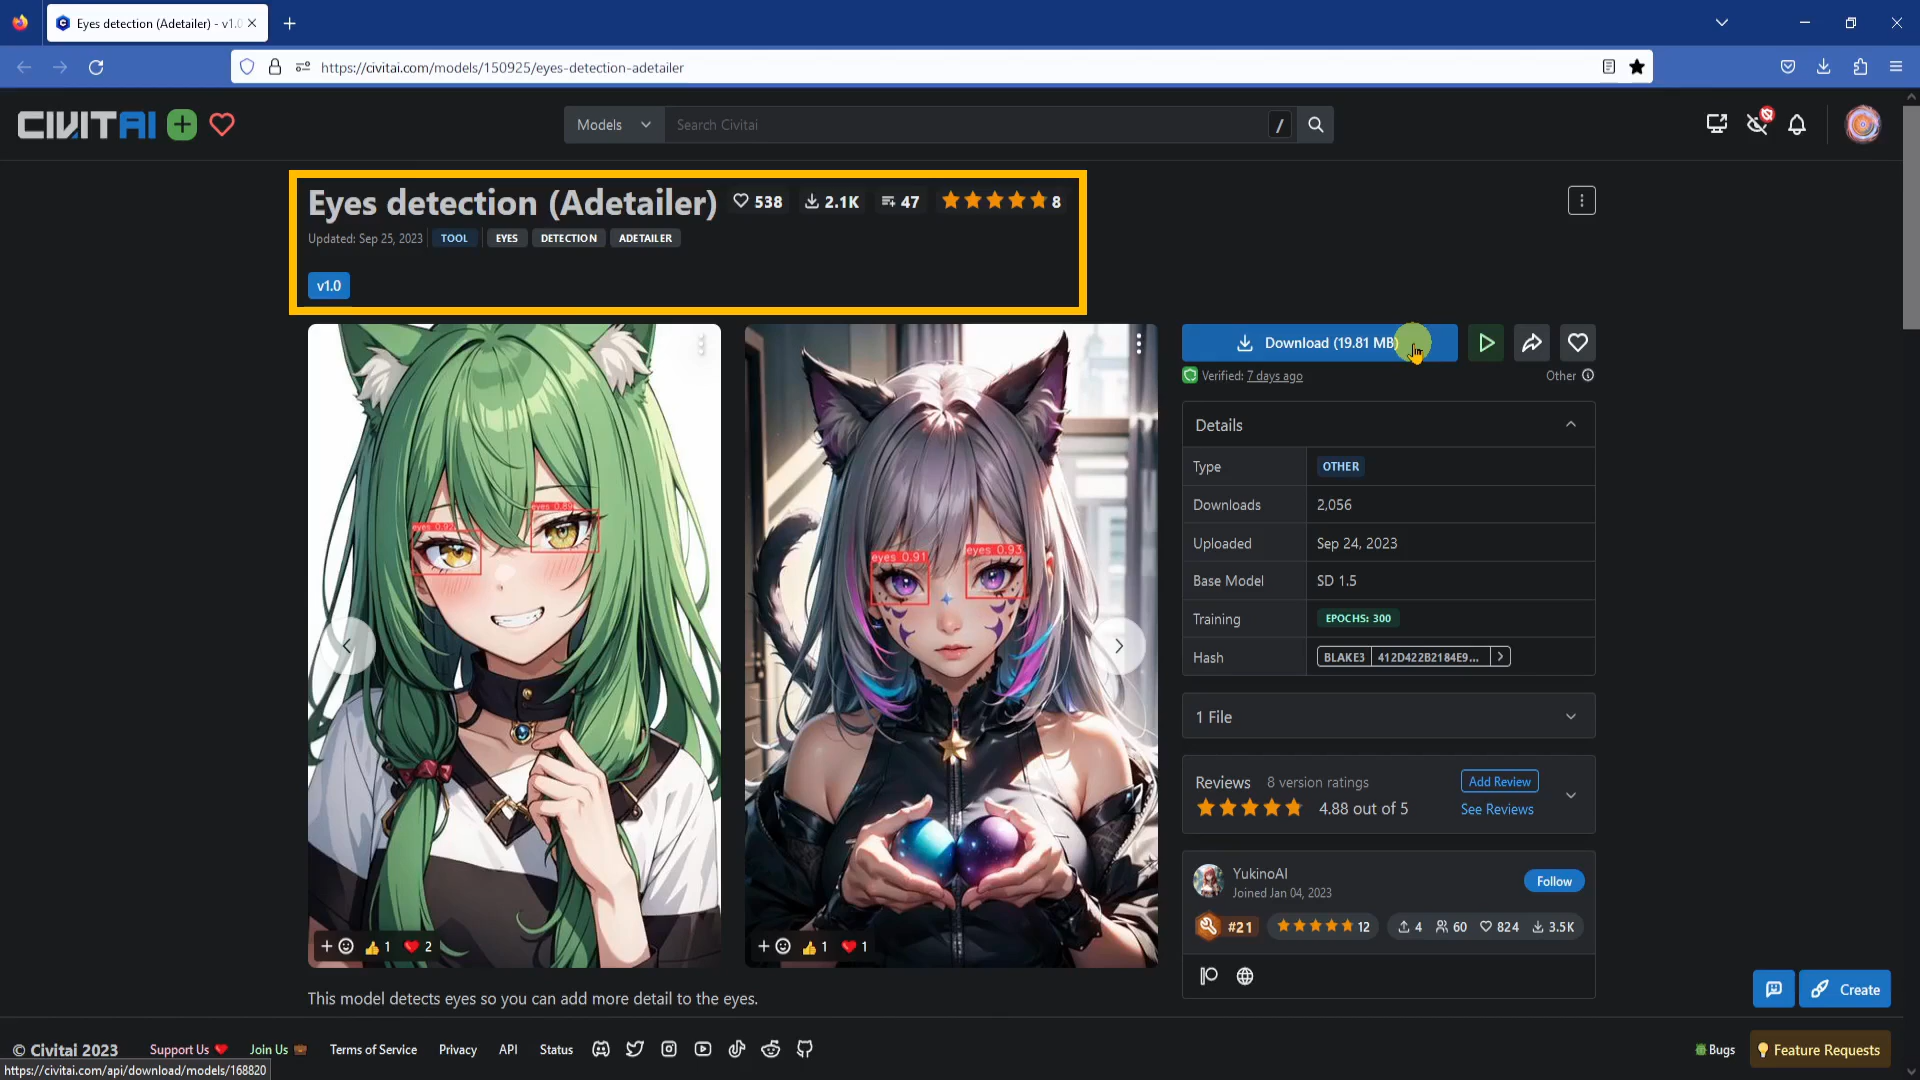 Eyes detection (Adetailer) - v1.0
https://civitai.com/models/150925/eyes-detection-adetailer
CIVITAI
Models
Search Civitai
/
Eyes detection (Adetailer) 538 2.1K 47 8
Updated: Sep 25, 2023 TOOL EYES DETECTION ADETAILER
v1.0
eyes 0.92
eyes 0.89
eyes 0.91
eyes 0.93
1 2
1 1
Download (19.81 MB)
Verified: 7 days ago
Other
Details
Type OTHER
Downloads 2,056
Uploaded Sep 24, 2023
Base Model SD 1.5
Training EPOCHS: 300
Hash BLAKE3 412D422B2184E9...
1 File
Reviews 8 version ratings Add Review
4.88 out of 5 See Reviews
YukinoAI
Joined Jan 04, 2023
Follow
#21 12 4 60 824 3.5K
This model detects eyes so you can add more detail to the eyes.
Create
© Civitai 2023 Support Us Join Us Terms of Service Privacy API Status Bugs Feature Requests
https://civitai.com/api/download/models/168820